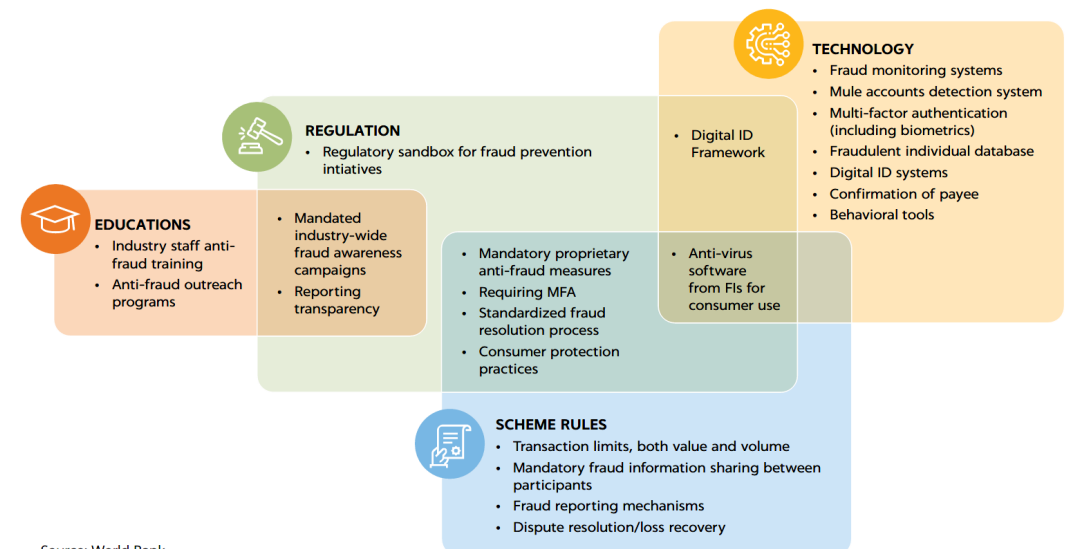 TECHNOLOGY
• Fraud monitoring systems
• Mule accounts detection system
• Multi-factor authentication
(including biometrics)
• Fraudulent individual database
• Digital ID systems
• Confirmation of payee
• Behavioral tools
REGULATION
• Regulatory sandbox for fraud prevention
intiatives
• Digital ID
Framework
EDUCATIONS
• Industry staff anti-
fraud training
• Anti-fraud outreach
programs
• Mandated
industry-wide
fraud awareness
campaigns
• Reporting
transparency
• Mandatory proprietary
anti-fraud measures
• Requiring MFA
• Standardized fraud
resolution process
• Consumer protection
practices
• Anti-virus
software
from FIs for
consumer use
SCHEME RULES
• Transaction limits, both value and volume
• Mandatory fraud information sharing between
participants
• Fraud reporting mechanisms
• Dispute resolution/loss recovery
Source: World Bank